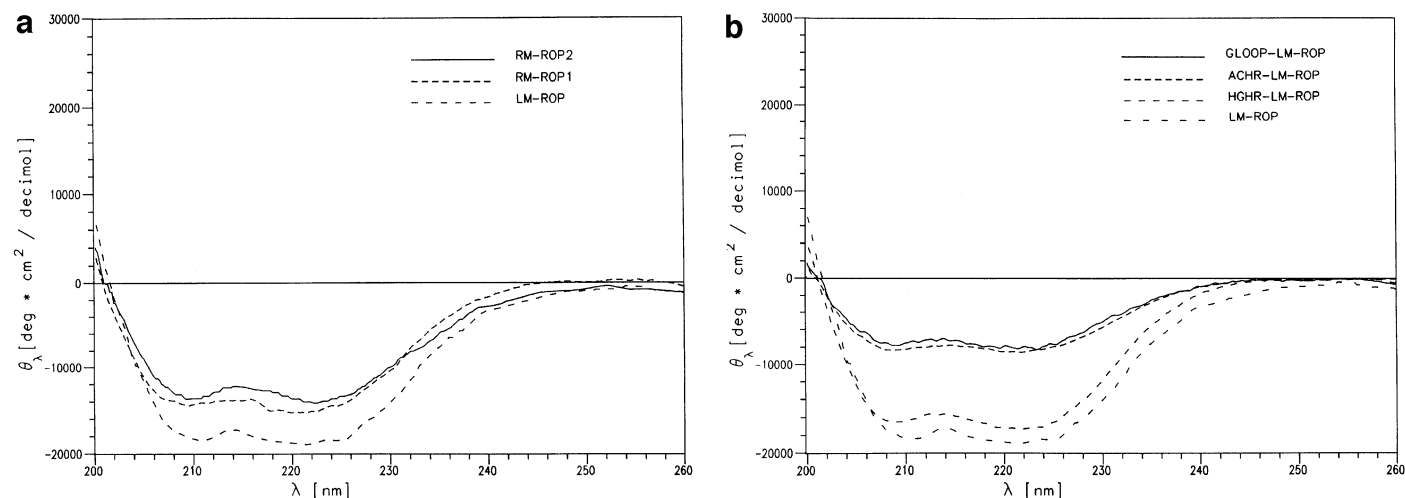 a
30000
20000
10000
0
-10000
-20000
200
210
220
230
240
250
260
θλ [deg * cm² / decimol]
λ [nm]
RM-ROP2
RM-ROP1
LM-ROP
b
30000
20000
10000
0
-10000
-20000
200
210
220
230
240
250
260
θλ [deg * cm² / decimol]
λ [nm]
GLOOP-LM-ROP
ACHR-LM-ROP
HGHR-LM-ROP
LM-ROP